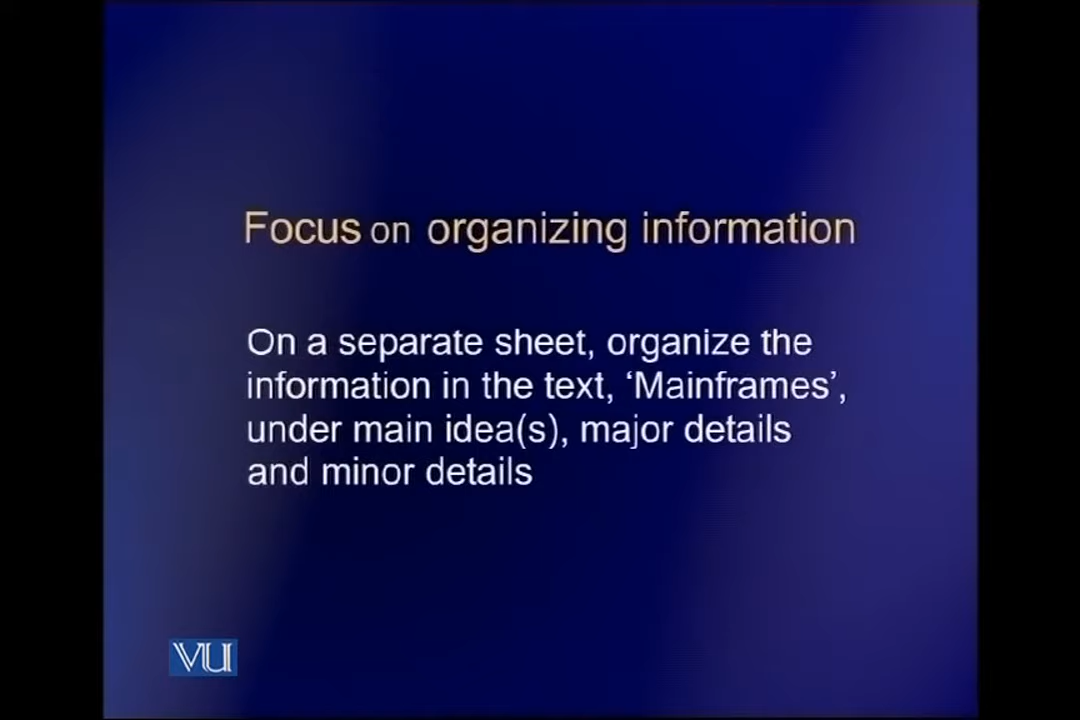 Focus on organizing information
On a separate sheet, organize the
information in the text, ‘Mainframes’,
under main idea(s), major details
and minor details
VU